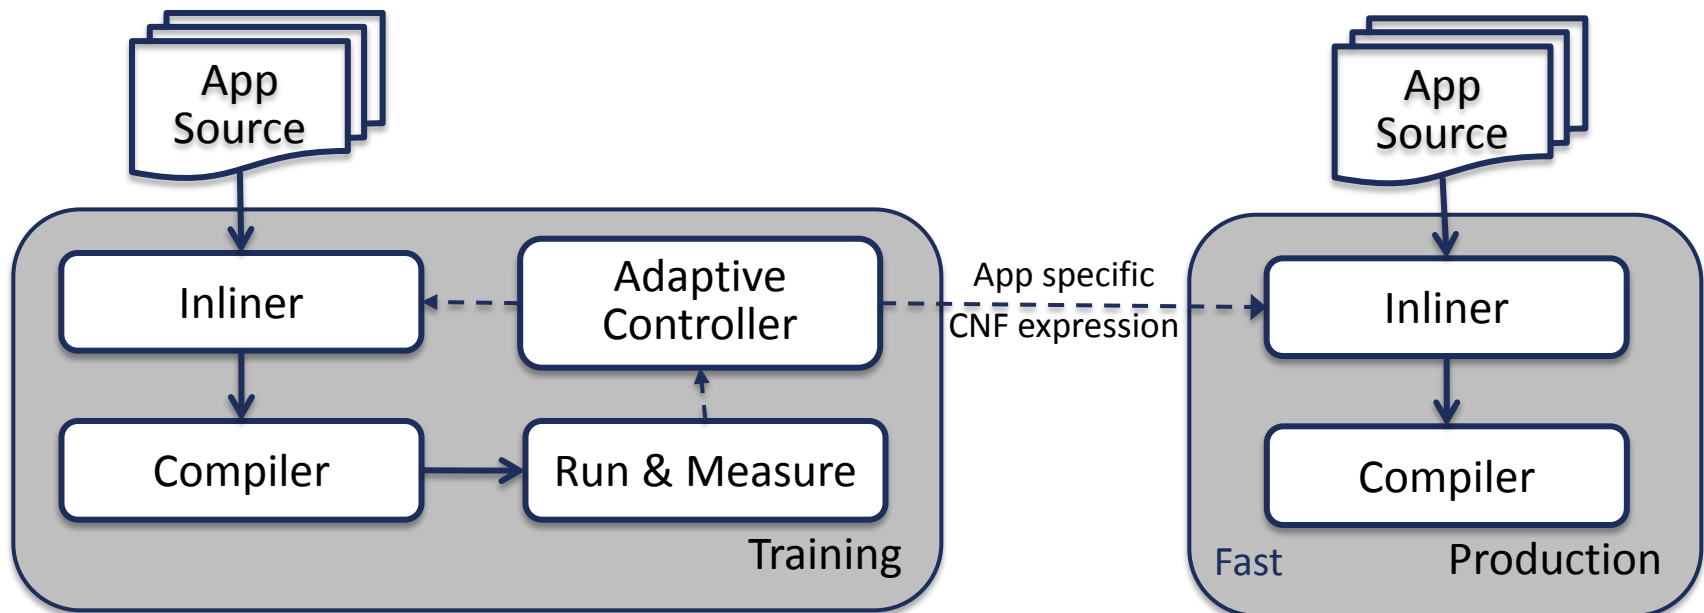 App
Source
Inliner
Adaptive
Controller
Compiler
Run & Measure
Training
App specific
CNF expression
App
Source
Inliner
Compiler
Fast
Production